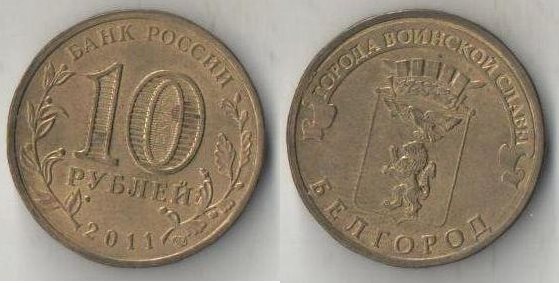 БАНК РОССИИ
10
РУБЛЕЙ
2011
ГОРОДА ВОИНСКОЙ СЛАВЫ
БЕЛГОРОД